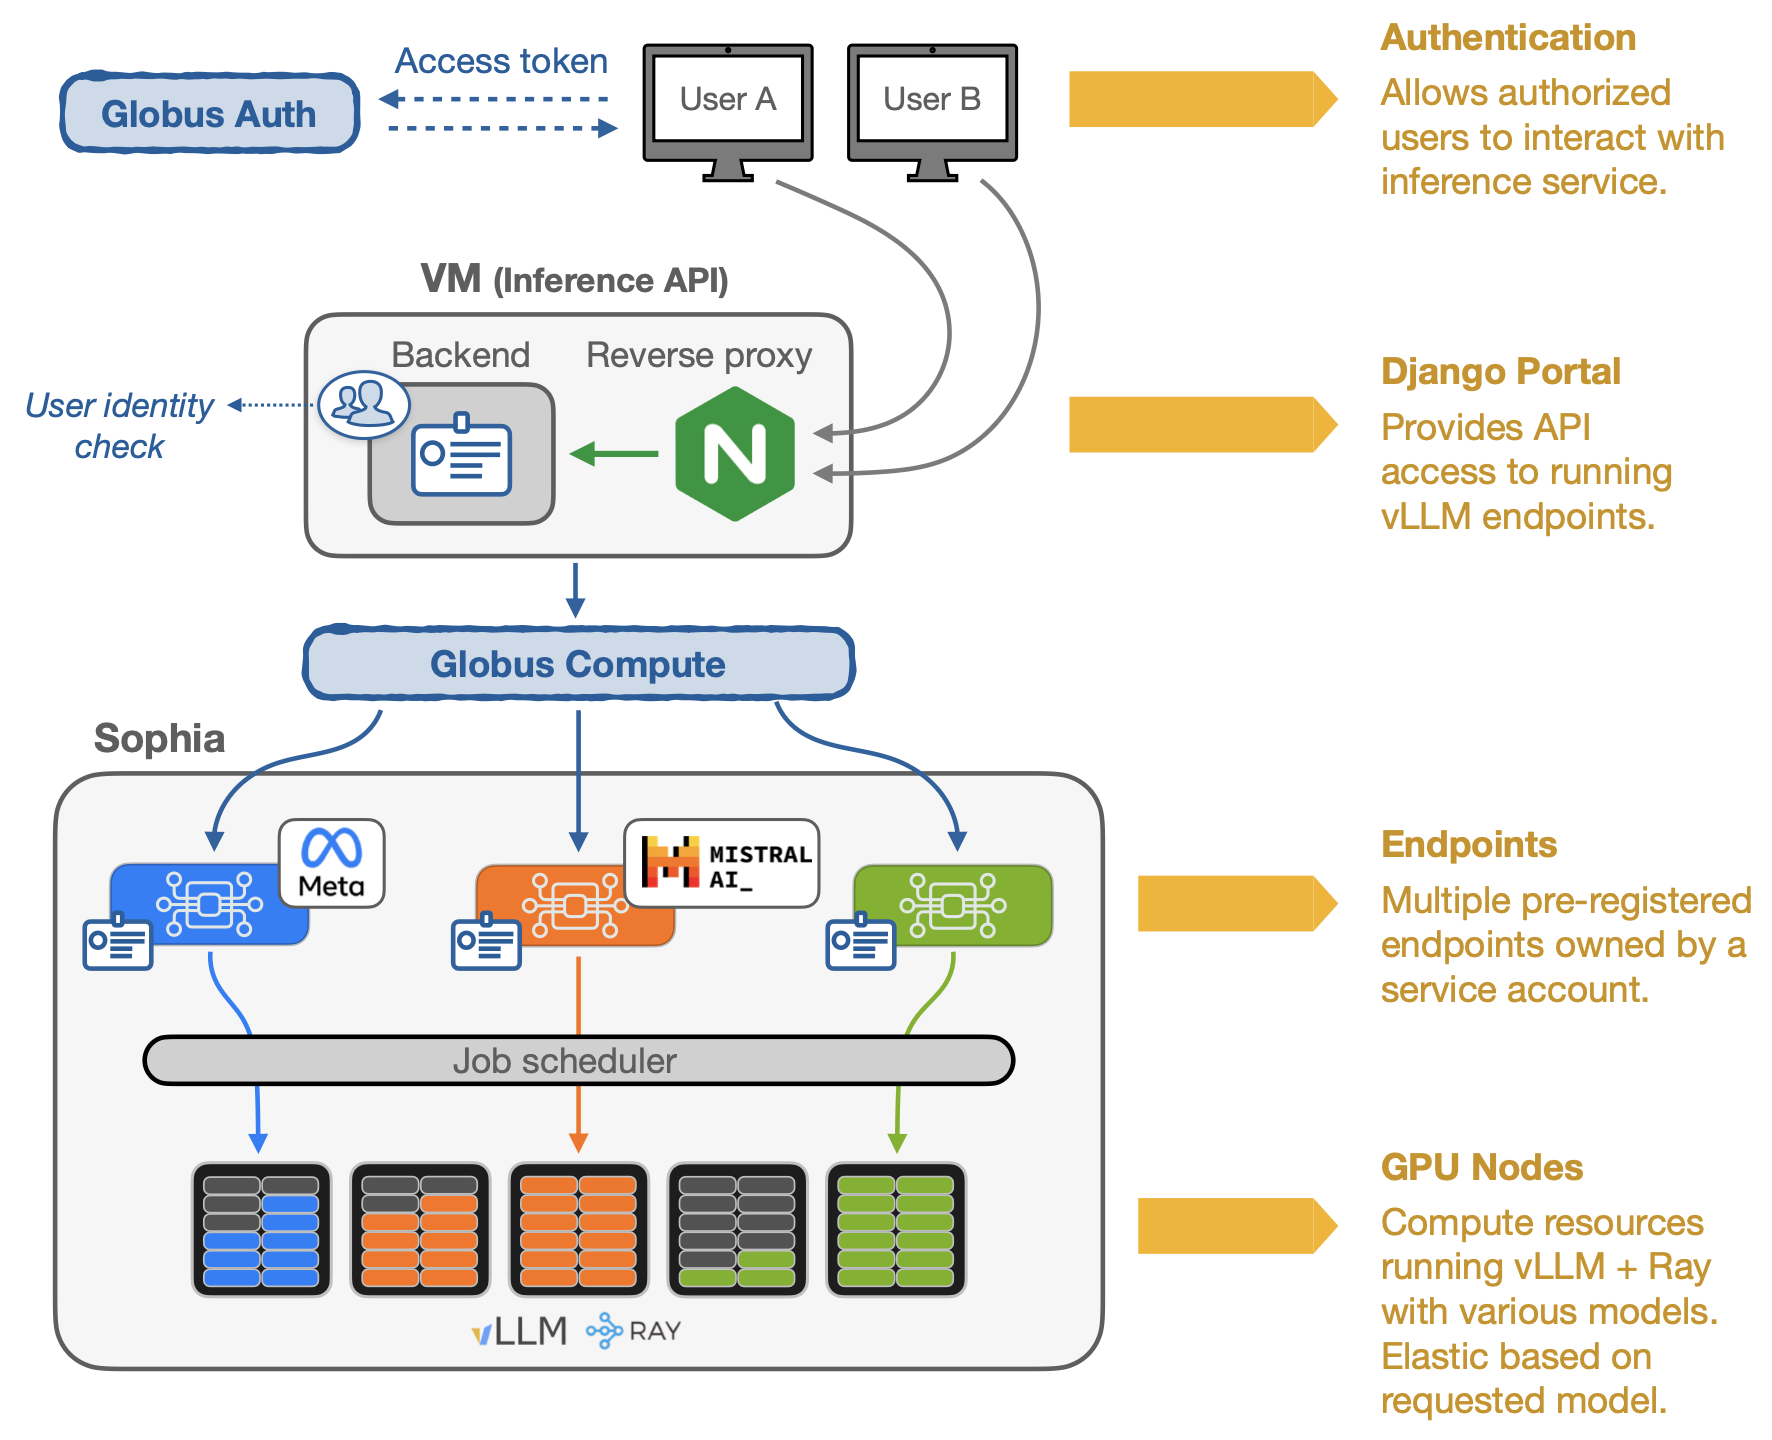 Globus Auth
Access token
User A
User B
Authentication
Allows authorized
users to interact with
inference service.
VM (Inference API)
Backend
Reverse proxy
N
User identity
check
Django Portal
Provides API
access to running
vLLM endpoints.
Globus Compute
Sophia
Meta
MISTRAL
AI_
Endpoints
Multiple pre-registered
endpoints owned by a
service account.
Job scheduler
GPU Nodes
Compute resources
running vLLM + Ray
with various models.
Elastic based on
requested model.
vLLM
RAY